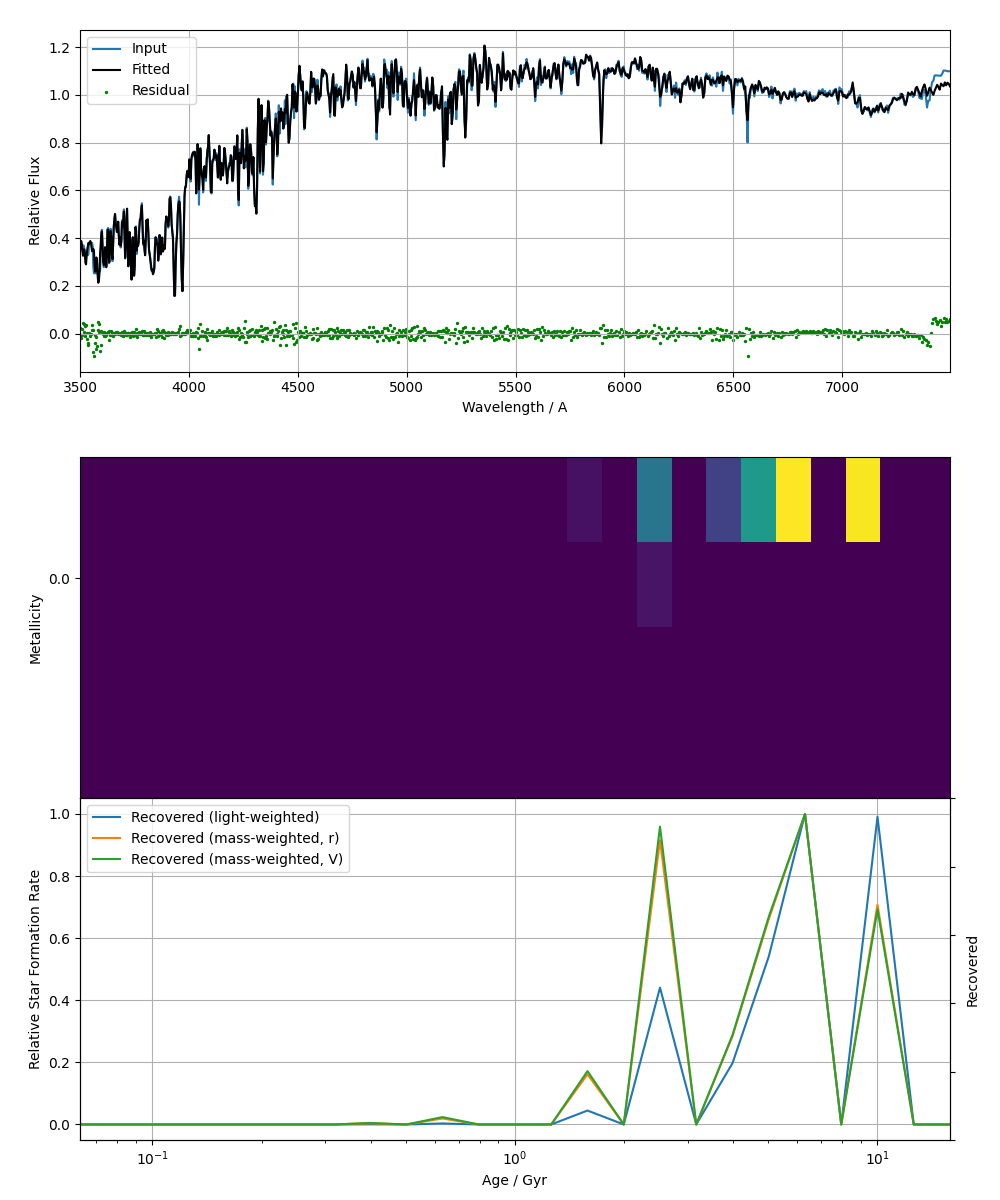 Input
Fitted
Residual
1.2
1.0
0.8
0.6
0.4
0.2
0.0
Relative Flux
3500 4000 4500 5000 5500 6000 6500 7000
Wavelength / A
0.0
Metallicity
Recovered (light-weighted)
Recovered (mass-weighted, r)
Recovered (mass-weighted, V)
1.0
0.8
0.6
0.4
0.2
0.0
Relative Star Formation Rate
Recovered
10⁻¹ 10⁰ 10¹
Age / Gyr